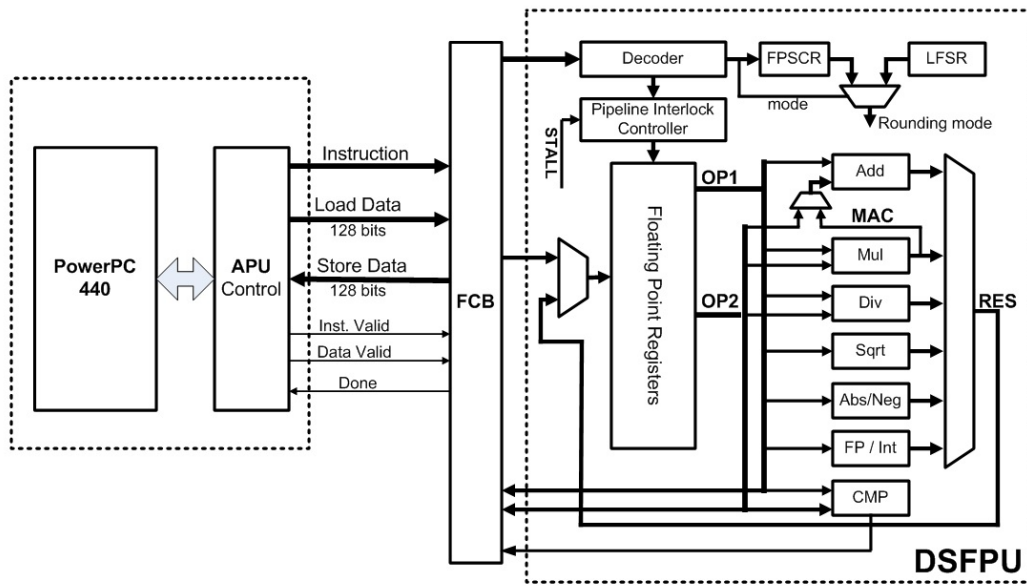 PowerPC
440
APU
Control
Instruction
Load Data
128 bits
Store Data
128 bits
Inst. Valid
Data Valid
Done
FCB
Decoder
FPSCR
LFSR
mode
Rounding mode
Pipeline Interlock
Controller
STALL
Floating Point Registers
OP1
OP2
MAC
Add
Mul
Div
Sqrt
Abs/Neg
FP / Int
CMP
RES
DSFPU